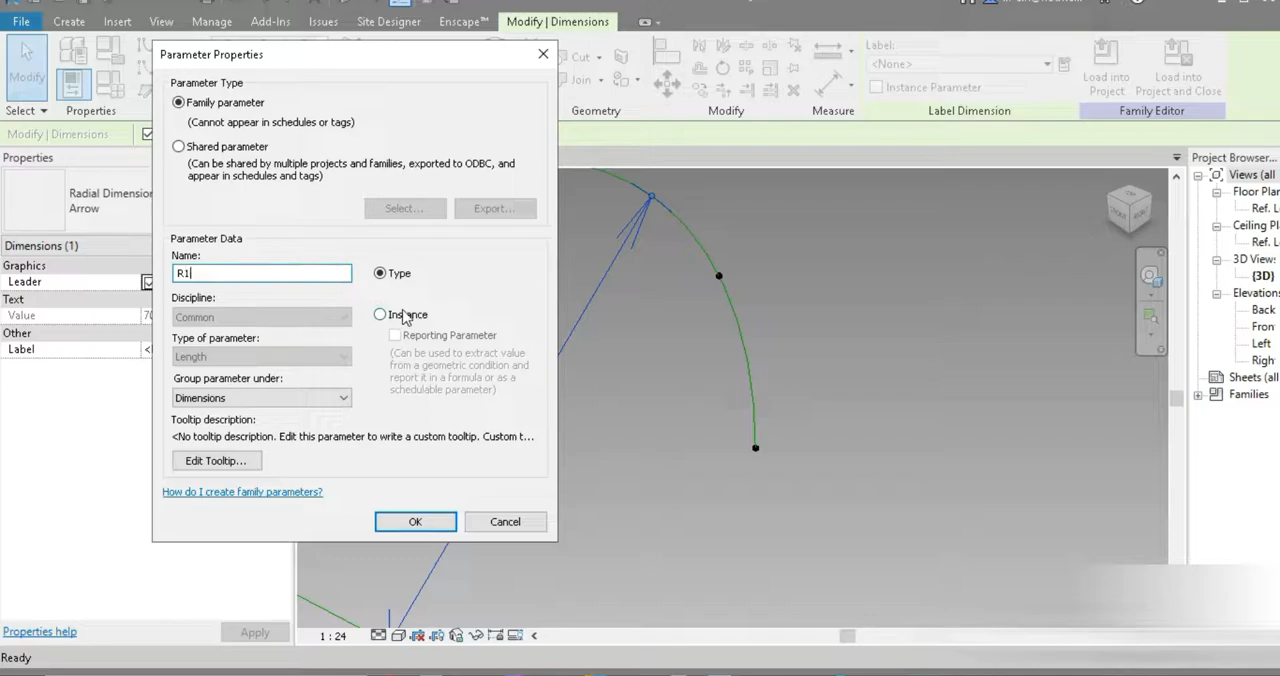 File Create Insert View Manage Add-Ins Issues Site Designer Enscape™ Modify | Dimensions
Modify
Cut
Join
Label:
<None>
Instance Parameter
Load into Project
Load into Project and Close
Select Properties Geometry Modify Measure Label Dimension Family Editor
Modify | Dimensions
Properties
Radial Dimension
Arrow
Dimensions (1)
Graphics
Leader
Text
Value
Other
Label
Properties help
Apply
Ready
Parameter Properties
Parameter Type
Family parameter
(Cannot appear in schedules or tags)
Shared parameter
(Can be shared by multiple projects and families, exported to ODBC, and
appear in schedules and tags)
Select...
Export...
Parameter Data
Name:
R1
Type
Discipline:
Common
Instance
Type of parameter:
Reporting Parameter
Length
(Can be used to extract value
from a geometric condition and
report it in a formula or as a
schedulable parameter)
Group parameter under:
Dimensions
Tooltip description:
<No tooltip description. Edit this parameter to write a custom tooltip. Custom t...
Edit Tooltip...
How do I create family parameters?
OK
Cancel
1 : 24
Project Browser...
Views (all
Floor Plan
Ref. L
Ceiling P
Ref. L
3D View:
{3D}
Elevations
Back
Fron
Left
Righ
Sheets (all
Families